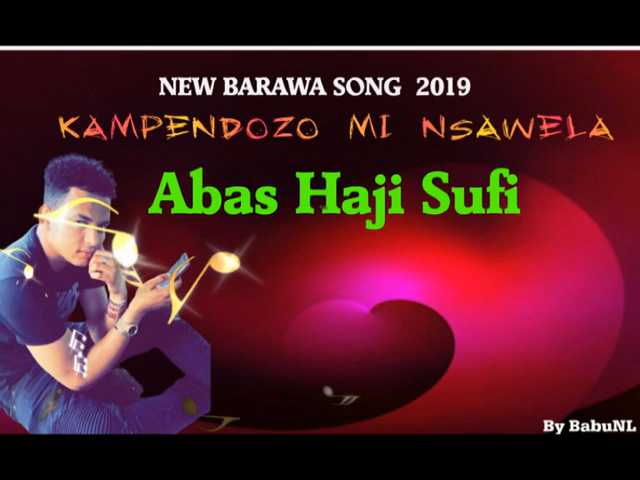 NEW BARAWA SONG 2019
KAMPENDOZO MI NSAWELA
Abas Haji Sufi
By BabuNL